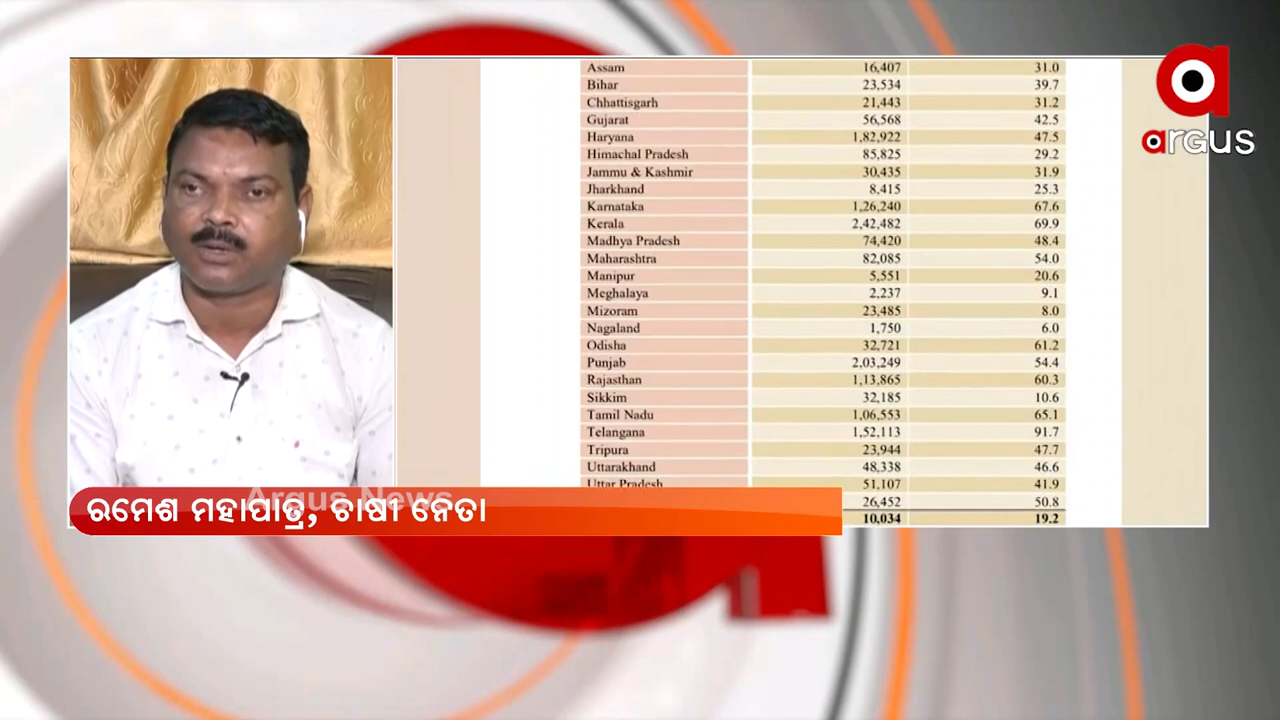 argus
Assam 16,407 31.0
Bihar 23,534 39.7
Chhattisgarh 21,443 31.2
Gujarat 56,568 42.5
Haryana 1,82,922 47.5
Himachal Pradesh 85,825 29.2
Jammu & Kashmir 30,435 31.9
Jharkhand 8,415 25.3
Karnataka 1,26,240 67.6
Kerala 2,42,482 69.9
Madhya Pradesh 74,420 48.4
Maharashtra 82,085 54.0
Manipur 5,551 20.6
Meghalaya 2,237 9.1
Mizoram 23,485 8.0
Nagaland 1,750 6.0
Odisha 32,721 61.2
Punjab 2,03,249 54.4
Rajasthan 1,13,865 60.3
Sikkim 32,185 10.6
Tamil Nadu 1,06,553 65.1
Telangana 1,52,113 91.7
Tripura 23,944 47.7
Uttarakhand 48,338 46.6
Uttar Pradesh 51,107 41.9
26,452 50.8
10,034 19.2
Argus News
ରମେଶ ମହାପାତ୍ର, ଚାଷୀ ନେତା